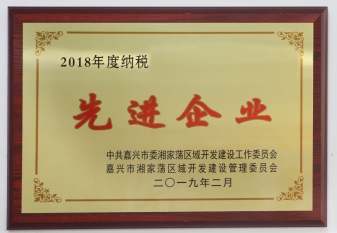 2018年度纳税
先进企业
中共嘉兴市委湘家荡区域开发建设工作委员会
嘉兴市湘家荡区域开发建设管理委员会
二〇一九年二月